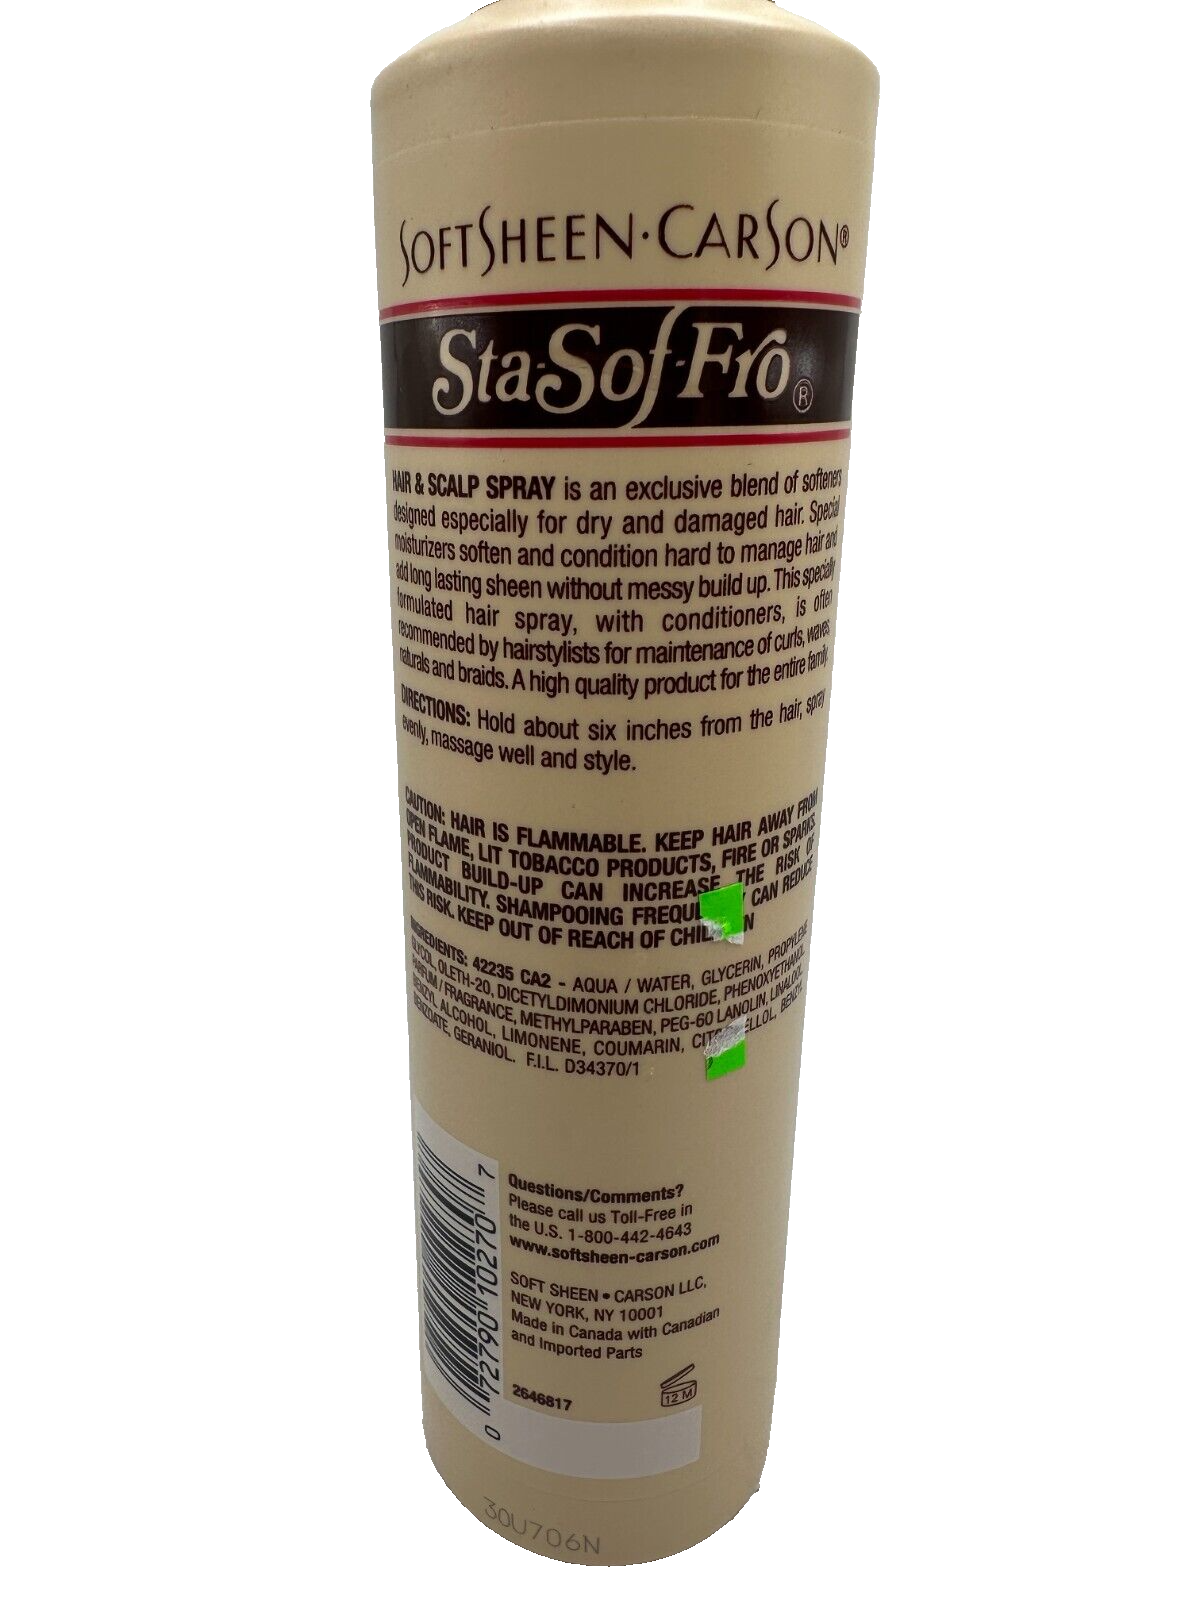 SOFTSHEEN·CARSON®
Sta-Sof-Fro®
HAIR & SCALP SPRAY is an exclusive blend of softeners
designed especially for dry and damaged hair. Special
moisturizers soften and condition hard to manage hair and
add long lasting sheen without messy build up. This specially
formulated hair spray, with conditioners, is often
recommended by hairstylists for maintenance of curls, waves,
naturals and braids. A high quality product for the entire family.
DIRECTIONS: Hold about six inches from the hair, spray
evenly, massage well and style.
CAUTION: HAIR IS FLAMMABLE. KEEP HAIR AWAY FROM
OPEN FLAME, LIT TOBACCO PRODUCTS, FIRE OR SPARKS.
PRODUCT BUILD-UP CAN INCREASE THE RISK OF
FLAMMABILITY. SHAMPOOING CAN REDUCE
THIS RISK. KEEP OUT OF REACH OF
INGREDIENTS: 42235 CA2 - AQUA / WATER, GLYCERIN, PROPYLENE
GLYCOL, OLETH-20, DICETYLDIMONIUM CHLORIDE, PHENOXYETHANOL,
PARFUM / FRAGRANCE, METHYLPARABEN, PEG-60 LANOLIN, LINALOOL,
BENZYL ALCOHOL, LIMONENE, COUMARIN, BENZYL
BENZOATE, GERANIOL. F.I.L. D34370/1
0 72790 10270 7
Questions/Comments?
Please call us Toll-Free in
the U.S. 1-800-442-4643
www.softsheen-carson.com
SOFT SHEEN • CARSON LLC,
NEW YORK, NY 10001
Made in Canada with Canadian
and Imported Parts
2646817
12 M
30U706N